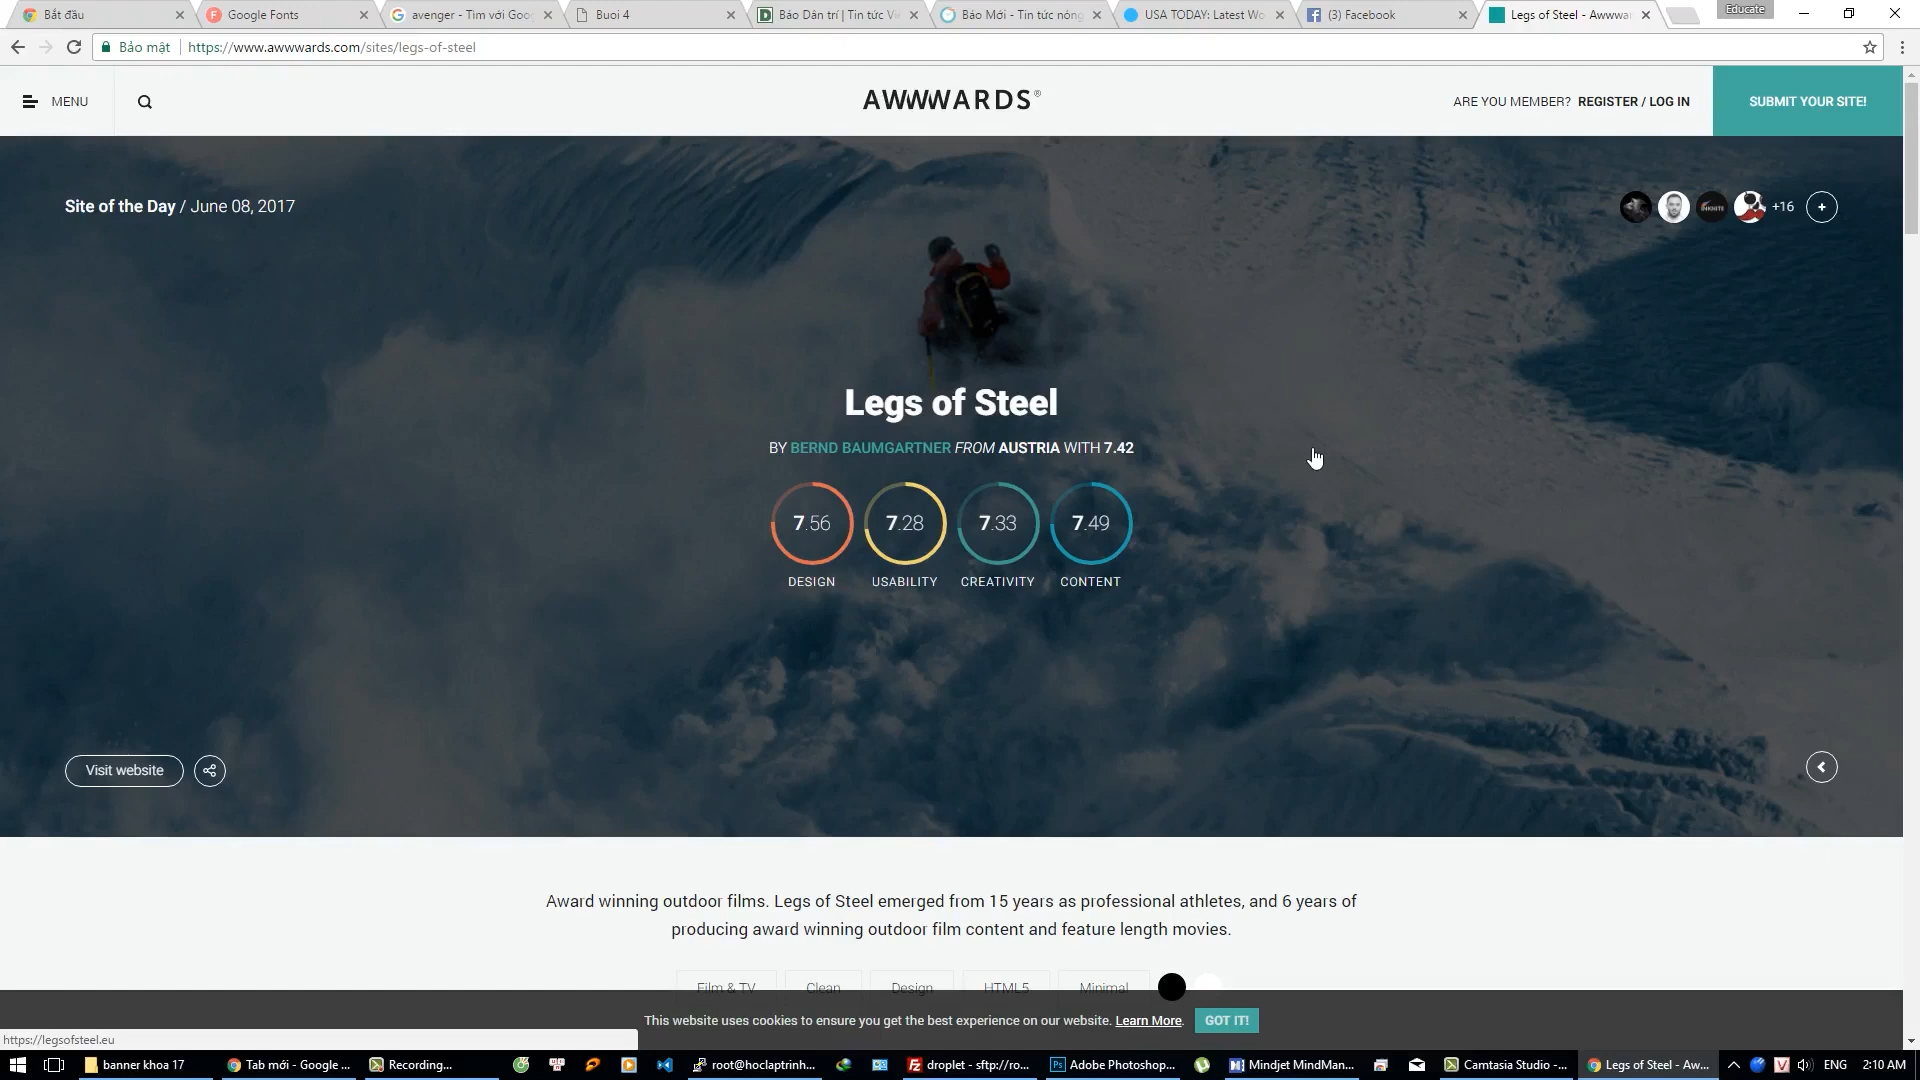 Bắt đầu
Google Fonts
avenger - Tìm với Goo
Buoi 4
Báo Dân trí | Tin tức Vi
Báo Mới - Tin tức nóng
USA TODAY: Latest Wo
(3) Facebook
Legs of Steel - Awwwar
Educate
Bảo mật
https://www.awwwards.com/sites/legs-of-steel
MENU
AWWWARDS®
ARE YOU MEMBER? REGISTER / LOG IN
SUBMIT YOUR SITE!
Site of the Day / June 08, 2017
INKNITE
+16
+
Legs of Steel
BY BERND BAUMGARTNER FROM AUSTRIA WITH 7.42
7.56
7.28
7.33
7.49
DESIGN
USABILITY
CREATIVITY
CONTENT
Visit website
Award winning outdoor films. Legs of Steel emerged from 15 years as professional athletes, and 6 years of
producing award winning outdoor film content and feature length movies.
Film & TV
Clean
Design
HTML5
Minimal
This website uses cookies to ensure you get the best experience on our website. Learn More.
GOT IT!
https://legsofsteel.eu
banner khoa 17
Tab mới - Google ...
Recording...
root@hoclaptrinh...
droplet - sftp://ro...
Adobe Photoshop...
Mindjet MindMan...
Camtasia Studio -...
Legs of Steel - Aw...
ENG
2:10 AM